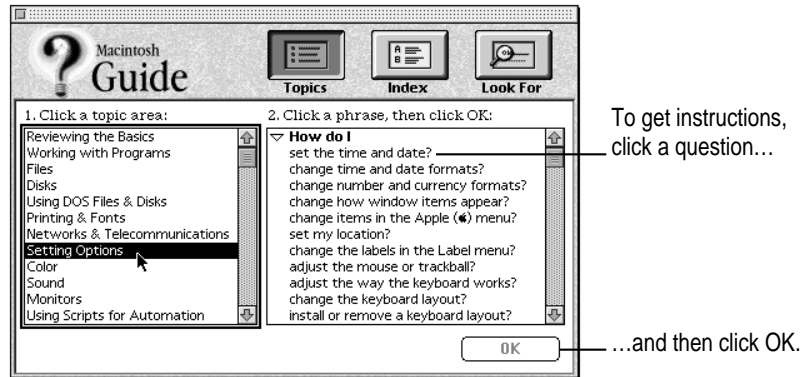 Macintosh
Guide
Topics
Index
Look For
1. Click a topic area:
Reviewing the Basics
Working with Programs
Files
Disks
Using DOS Files & Disks
Printing & Fonts
Networks & Telecommunications
Setting Options
Color
Sound
Monitors
Using Scripts for Automation
2. Click a phrase, then click OK:
How do I
set the time and date?
change time and date formats?
change number and currency formats?
change how window items appear?
change items in the Apple () menu?
set my location?
change the labels in the Label menu?
adjust the mouse or trackball?
adjust the way the keyboard works?
change the keyboard layout?
install or remove a keyboard layout?
OK
To get instructions,
click a question…
…and then click OK.